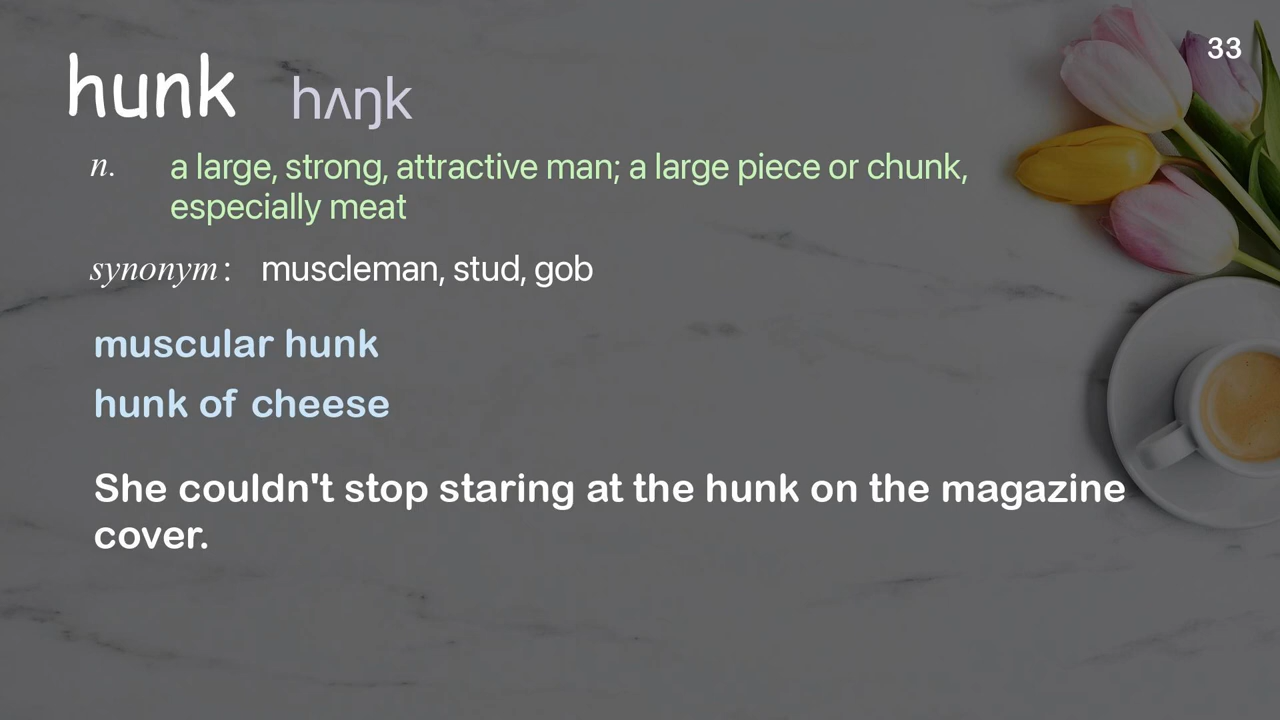 33
hunk hʌŋk
n. a large, strong, attractive man; a large piece or chunk,
especially meat
synonym: muscleman, stud, gob
muscular hunk
hunk of cheese
She couldn't stop staring at the hunk on the magazine
cover.